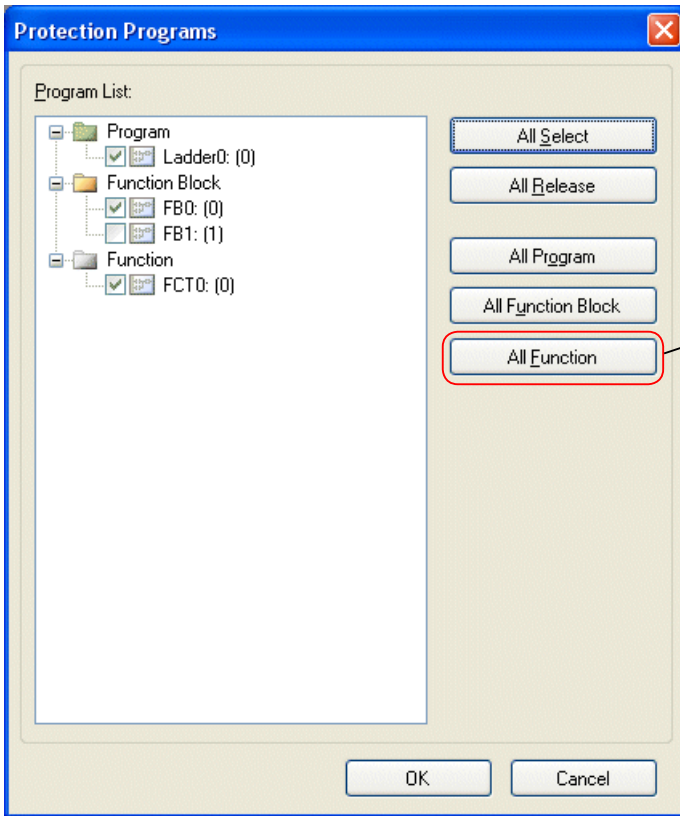 Protection Programs
Program List:
Program
Ladder0: (0)
Function Block
FB0: (0)
FB1: (1)
Function
FCT0: (0)
All Select
All Release
All Program
All Function Block
All Function
OK
Cancel